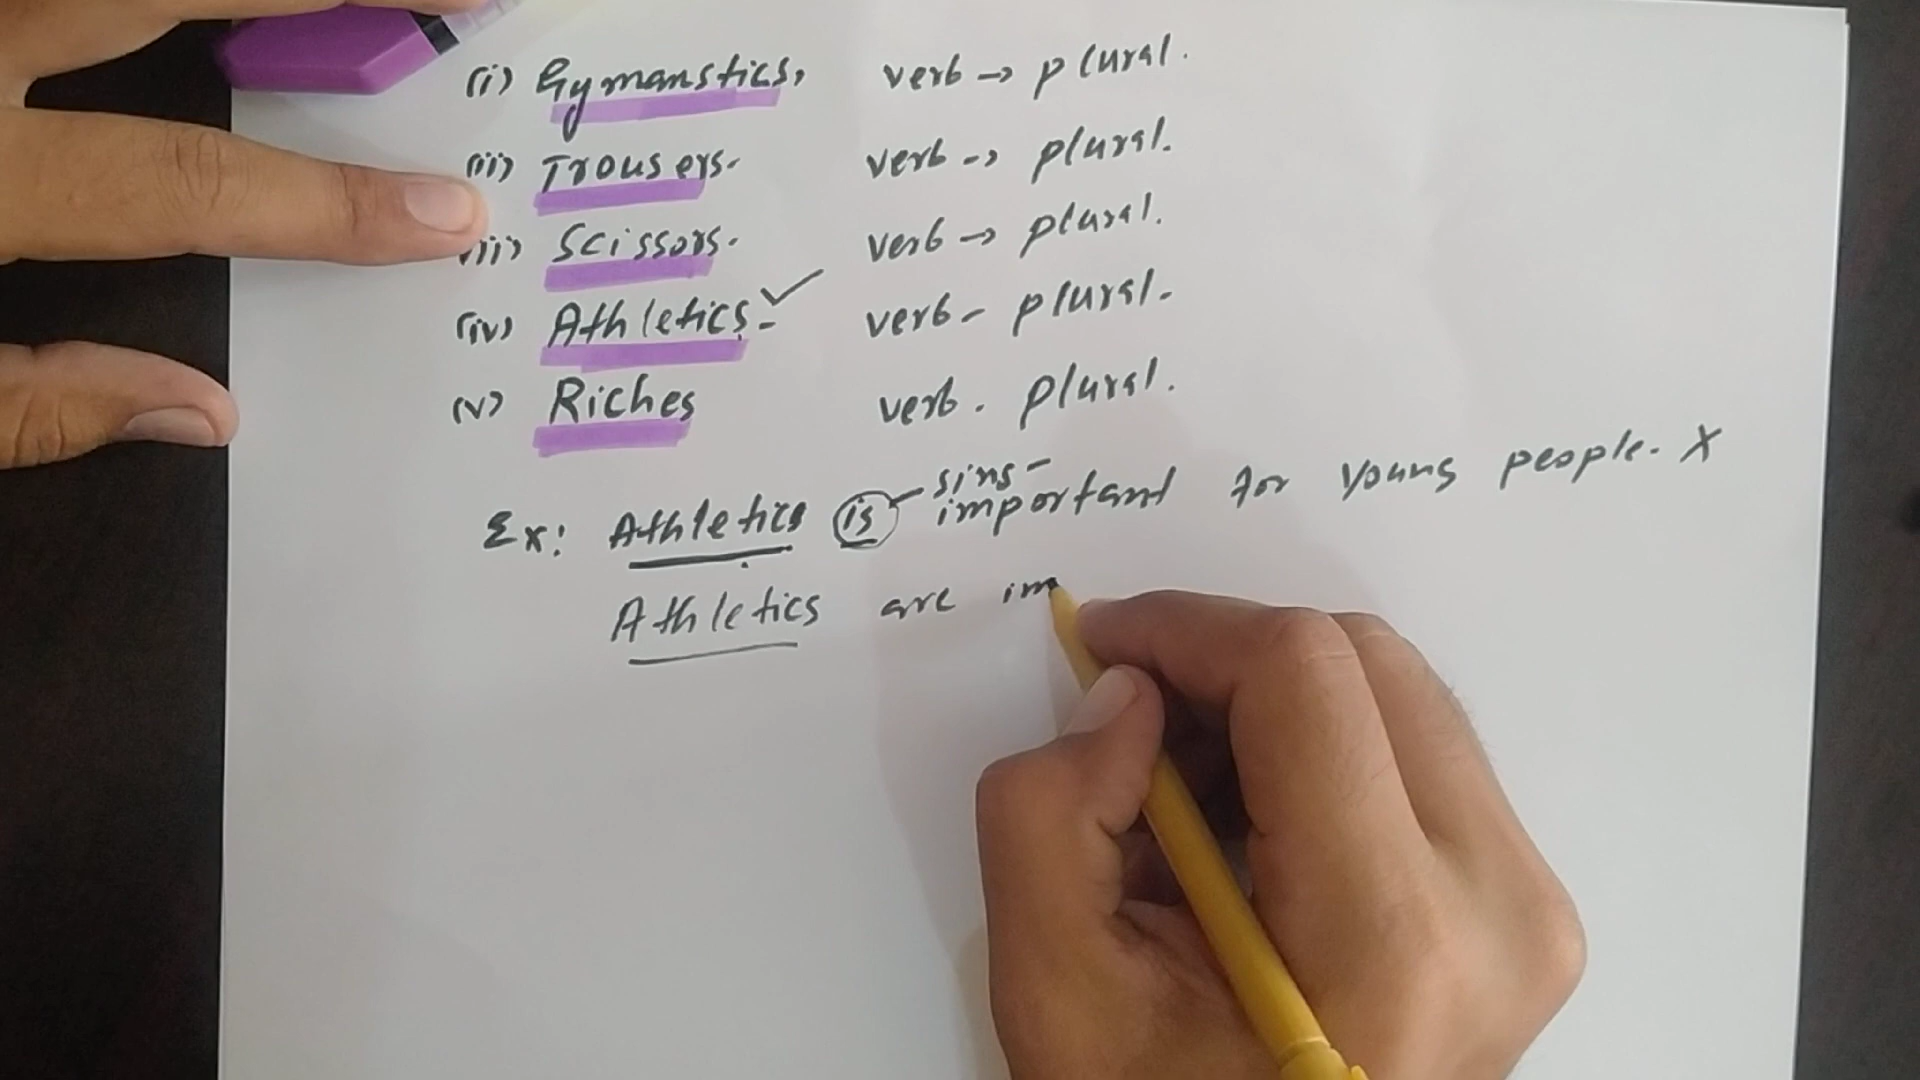 (i) Gymanstics, verb → plural.
(ii) Trousers. verb → plural.
(iii) Scissors. verb → plural.
(iv) Athletics. ✓ verb - plural.
(v) Riches verb. plural.
sing -
Ex: Athletics is important for young people. X
Athletics are im